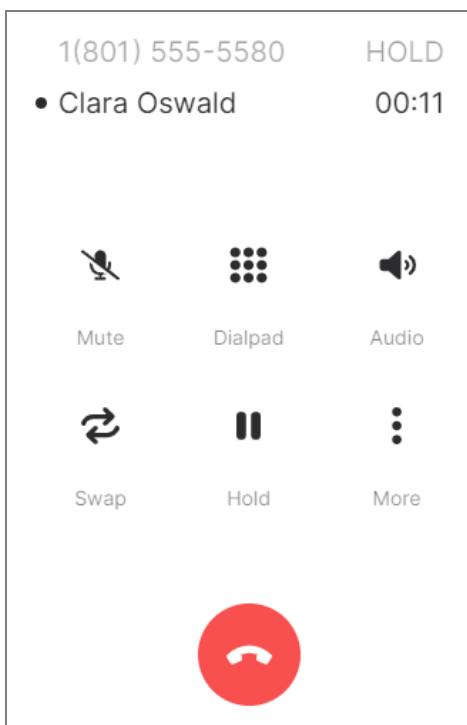 1(801) 555-5580 HOLD
Clara Oswald 00:11
Mute Dialpad Audio
Swap Hold More